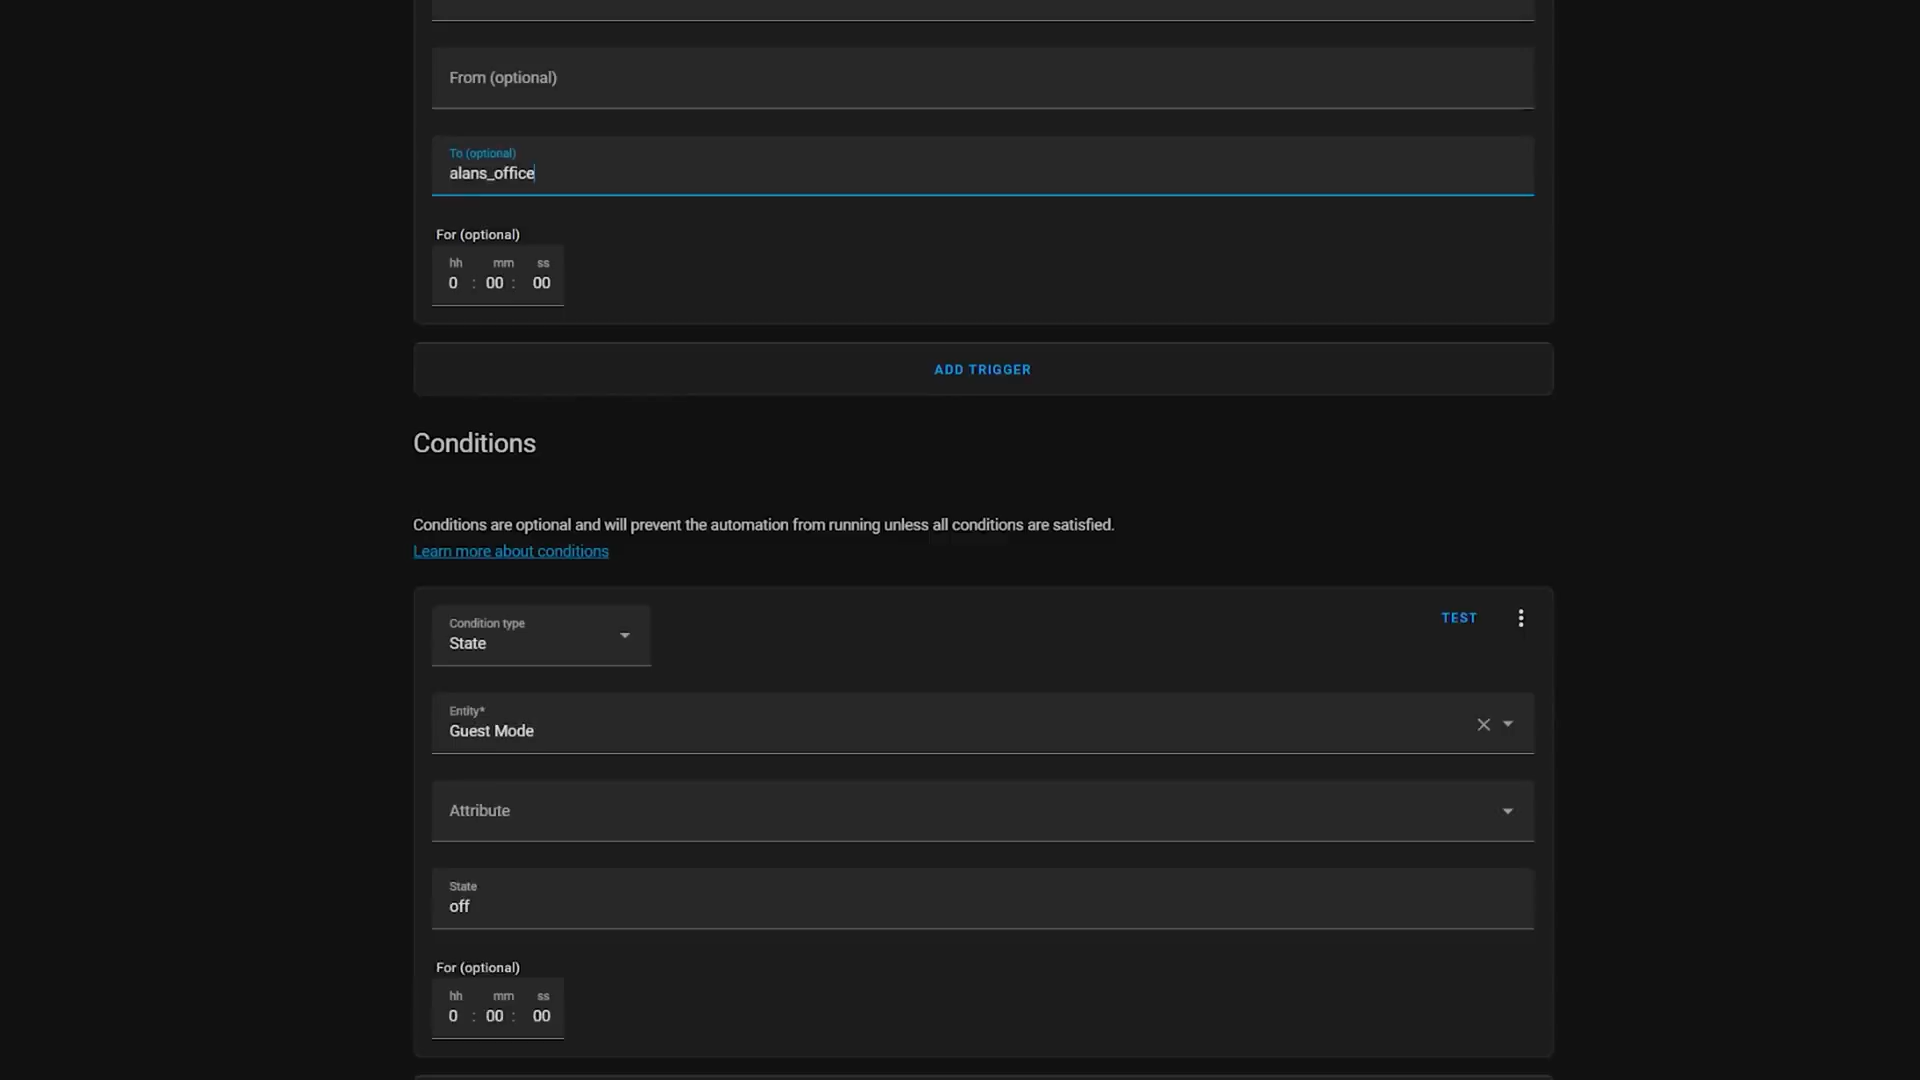 From (optional)
To (optional)
alans_office
For (optional)
hh mm ss
0 : 00 : 00
ADD TRIGGER
Conditions
Conditions are optional and will prevent the automation from running unless all conditions are satisfied.
Learn more about conditions
Condition type
State
TEST
Entity*
Guest Mode
Attribute
State
off
For (optional)
hh mm ss
0 : 00 : 00